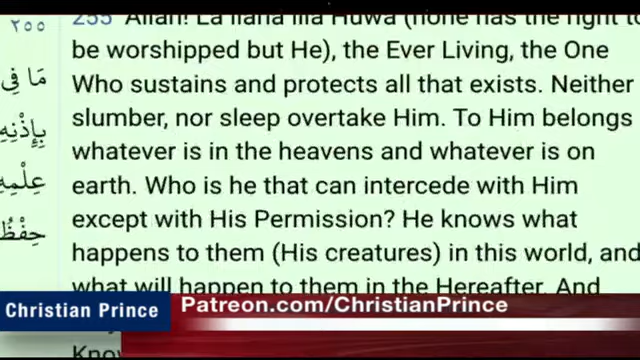 255 Allah! La ilaha illa Huwa (none has the right to
be worshipped but He), the Ever Living, the One
Who sustains and protects all that exists. Neither
slumber, nor sleep overtake Him. To Him belongs
whatever is in the heavens and whatever is on
earth. Who is he that can intercede with Him
except with His Permission? He knows what
happens to them (His creatures) in this world, and
what will happen to them in the Hereafter. And
Know
٢٥٥
مَا فِي
بِإِذْنِهِ
عِلْمِهِ
حِفْظُ
Christian Prince
Patreon.com/ChristianPrince